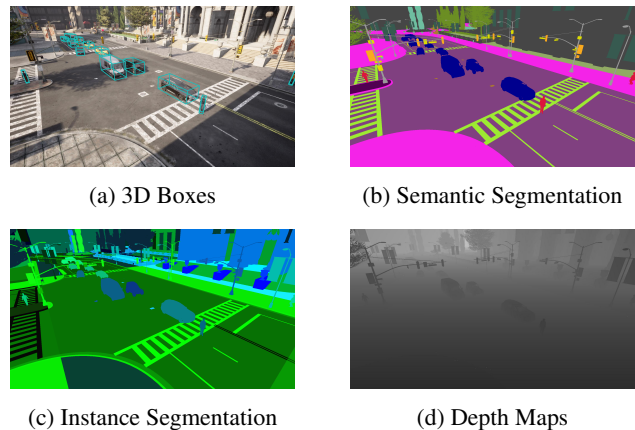 (a) 3D Boxes
(b) Semantic Segmentation
(c) Instance Segmentation
(d) Depth Maps